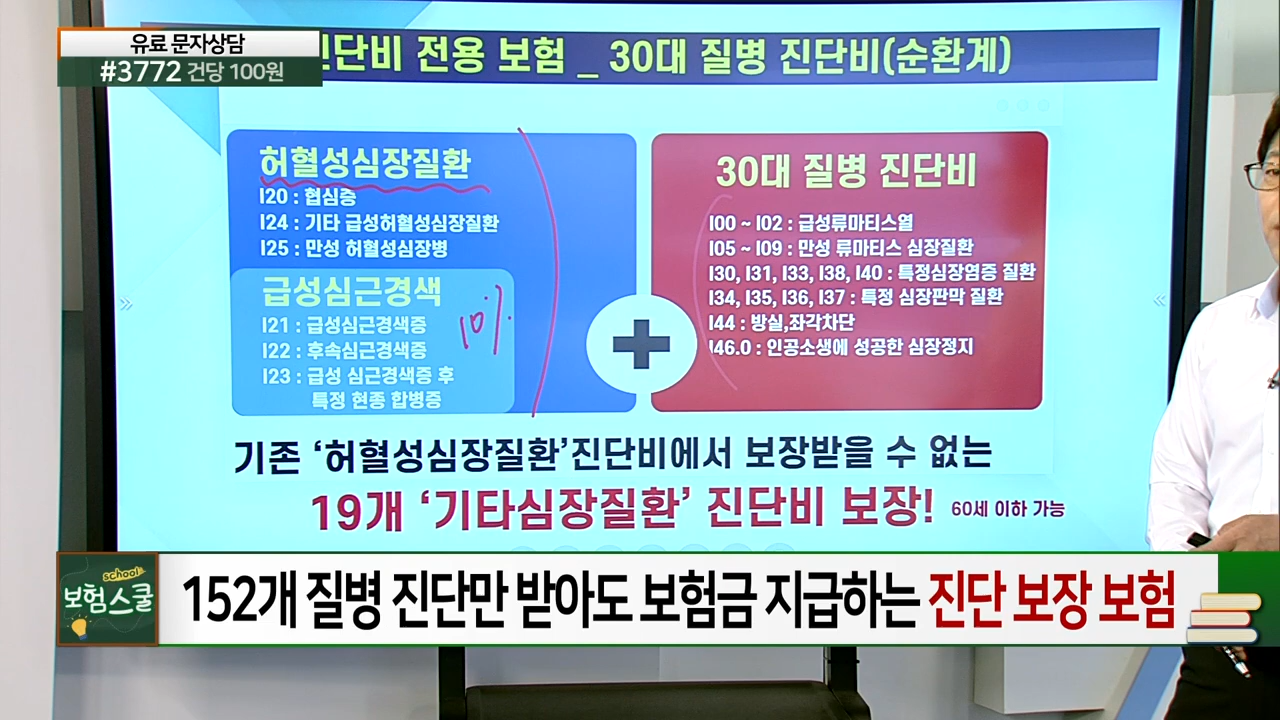 유료 문자상담
#3772 건당 100원
진단비 전용 보험 _ 30대 질병 진단비(순환계)
허혈성심장질환
I20 : 협심증
I24 : 기타 급성허혈성심장질환
I25 : 만성 허혈성심장병
급성심근경색
I21 : 급성심근경색증
I22 : 후속심근경색증
I23 : 급성 심근경색증 후
특정 현종 합병증
10%
30대 질병 진단비
I00 ~ I02 : 급성류마티스열
I05 ~ I09 : 만성 류마티스 심장질환
I30, I31, I33, I38, I40 : 특정심장염증 질환
I34, I35, I36, I37 : 특정 심장판막 질환
I44 : 방실,좌각차단
I46.0 : 인공소생에 성공한 심장정지
기존 ‘허혈성심장질환’진단비에서 보장받을 수 없는
19개 ‘기타심장질환’ 진단비 보장! 60세 이하 가능
school
보험스쿨
152개 질병 진단만 받아도 보험금 지급하는 진단 보장 보험